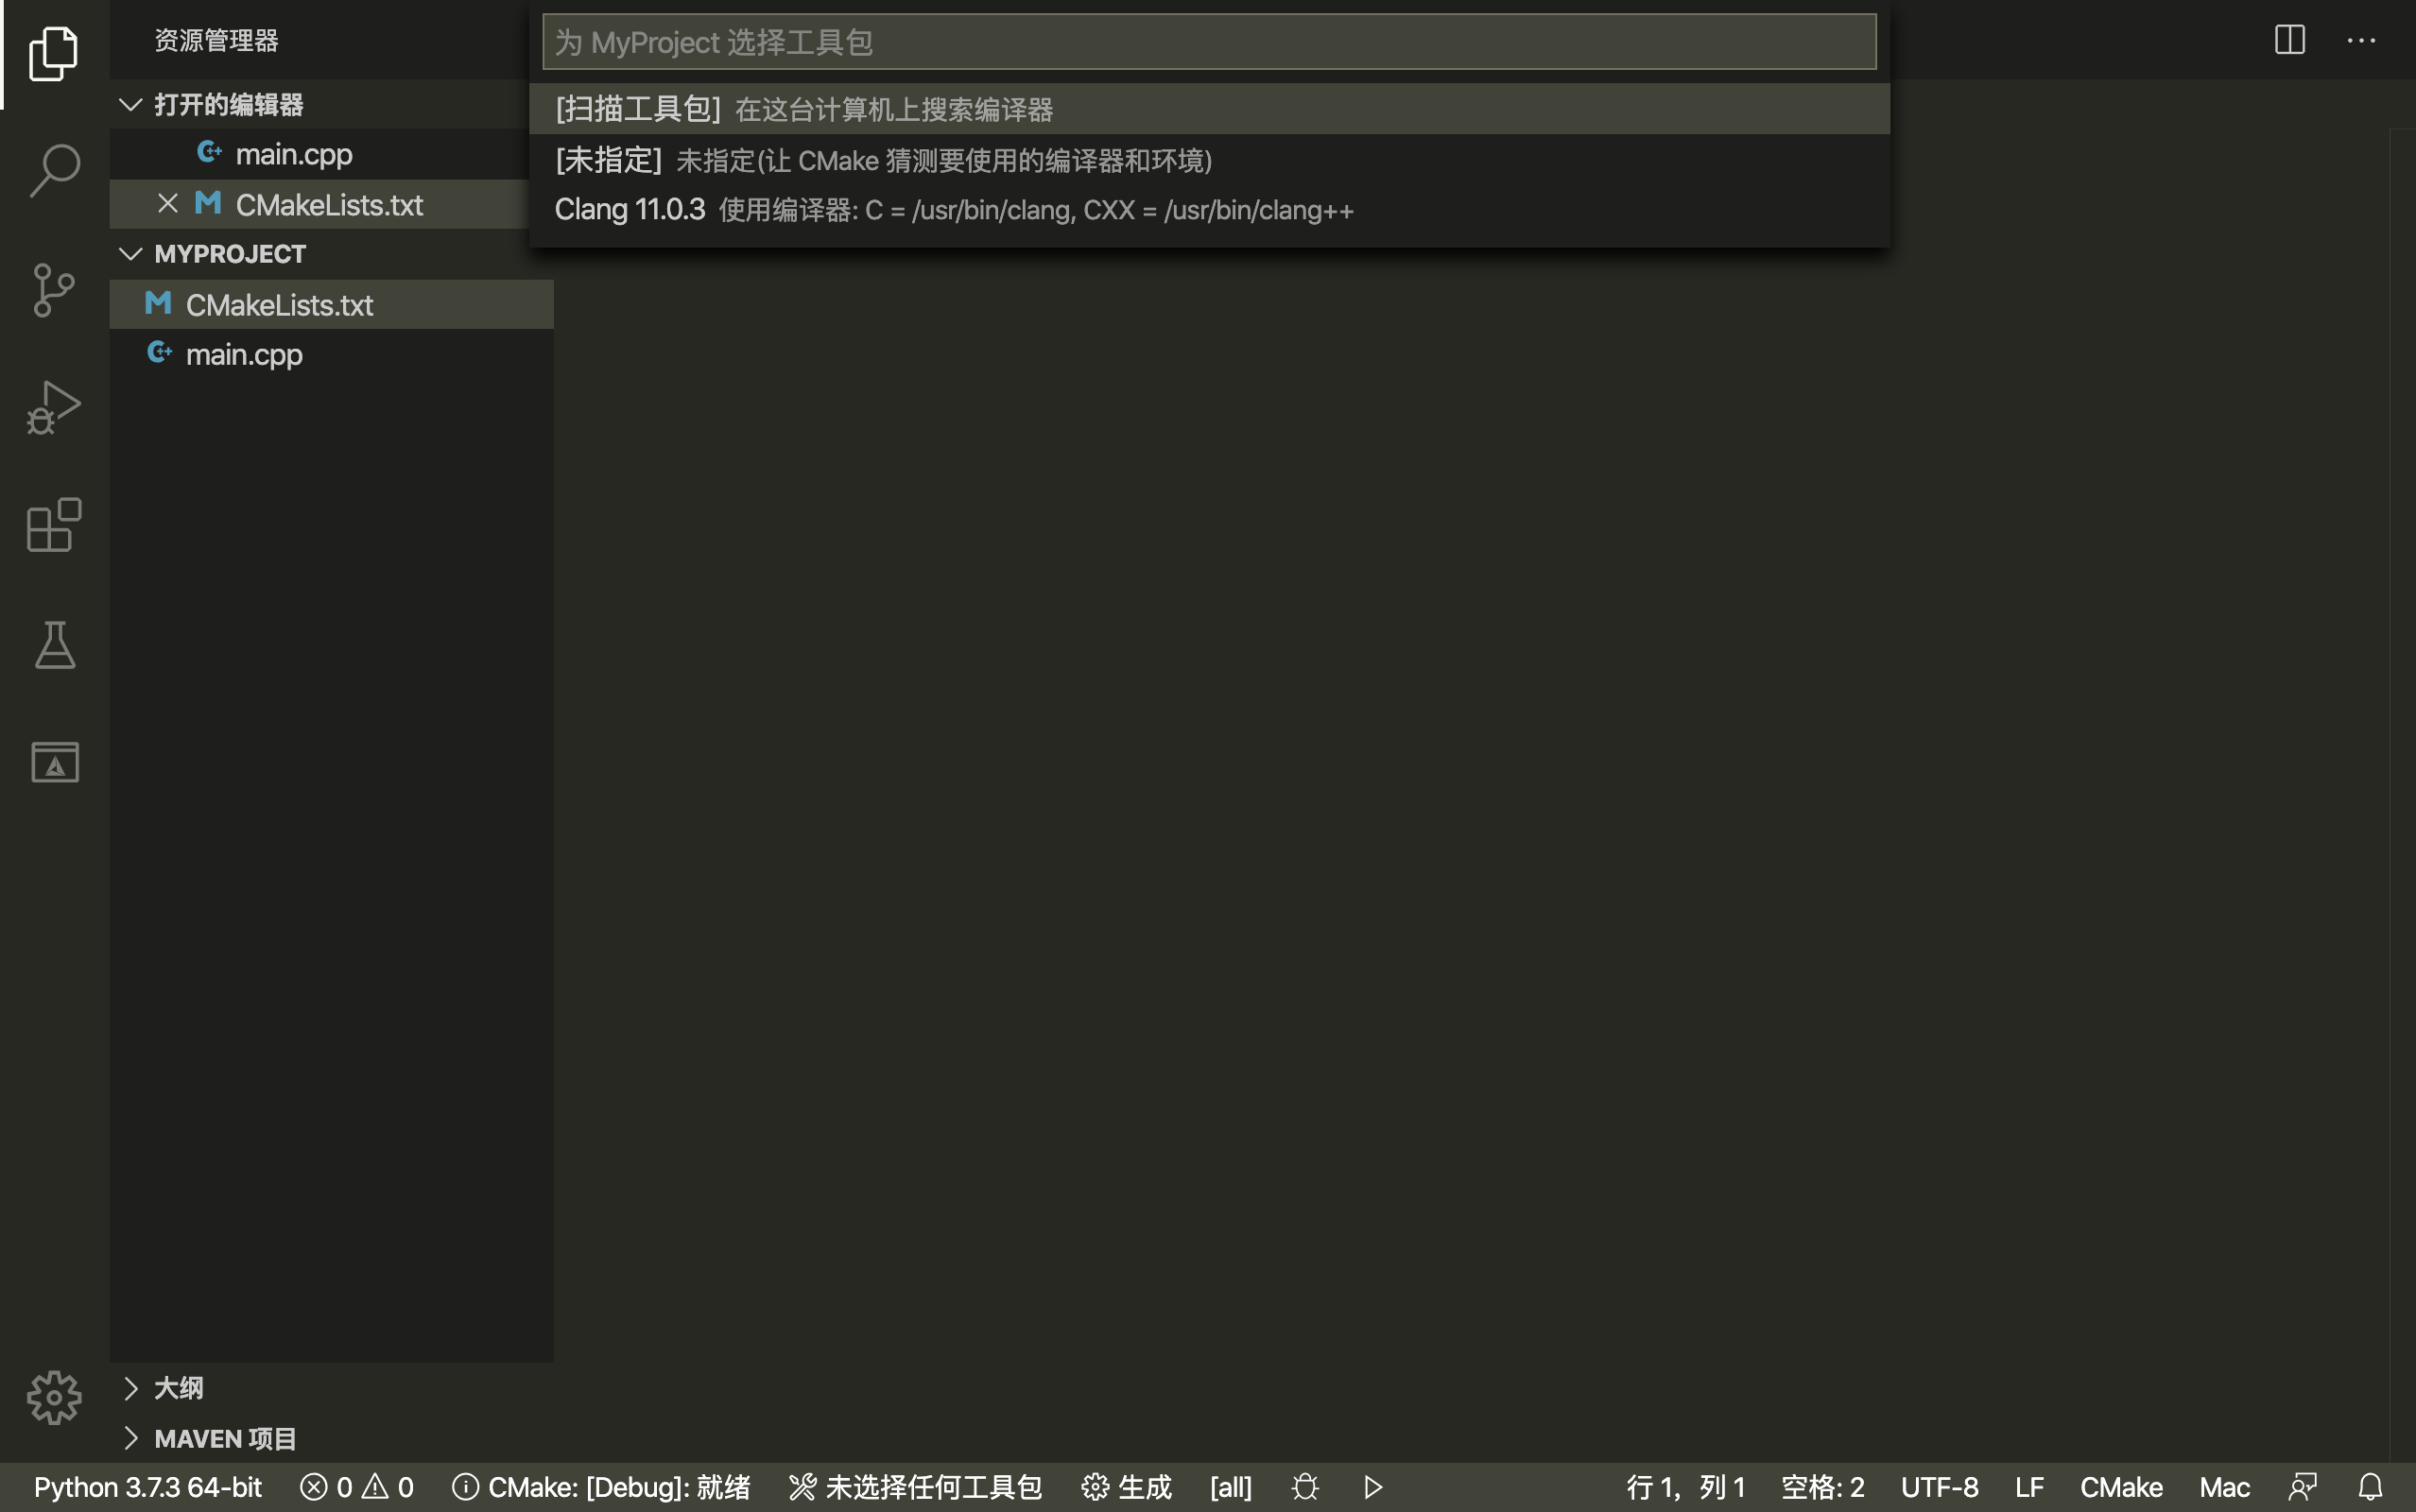 资源管理器
为 MyProject 选择工具包
[扫描工具包] 在这台计算机上搜索编译器
[未指定] 未指定(让 CMake 猜测要使用的编译器和环境)
Clang 11.0.3 使用编译器: C = /usr/bin/clang, CXX = /usr/bin/clang++
打开的编辑器
main.cpp
CMakeLists.txt
MYPROJECT
CMakeLists.txt
main.cpp
大纲
MAVEN 项目
Python 3.7.3 64-bit 0 0 CMake: [Debug]: 就绪 未选择任何工具包 生成 [all] 行 1，列 1 空格: 2 UTF-8 LF CMake Mac